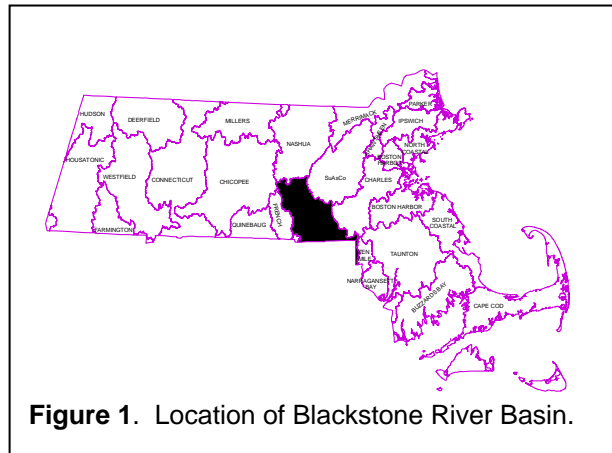 HUDSON
DEERFIELD
MILLERS
NASHUA
MERRIMACK
PARKER
IPSWICH
NORTH
COASTAL
BOSTON
HARBOR
HOUSATONIC
WESTFIELD
CONNECTICUT
CHICOPEE
SuAsCo
CHARLES
FARMINGTON
QUINEBAUG
FRENCH
BOSTON HARBOR
SOUTH
COASTAL
TEN
MILE
TAUNTON
NARRAGANSETT
BAY
BUZZARDS BAY
CAPE COD
Figure 1. Location of Blackstone River Basin.